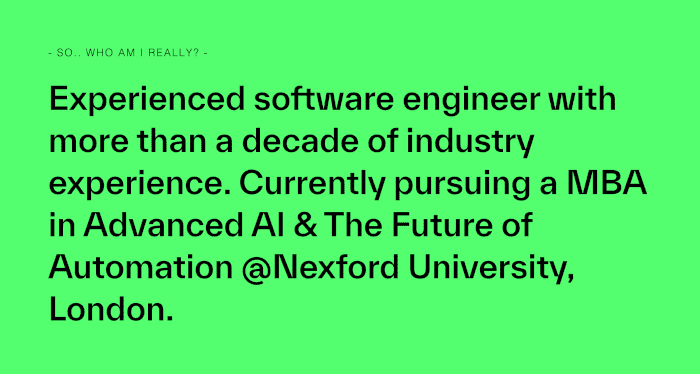 - SO.. WHO AM I REALLY? -
Experienced software engineer with
more than a decade of industry
experience. Currently pursuing a MBA
in Advanced AI & The Future of
Automation @Nexford University,
London.